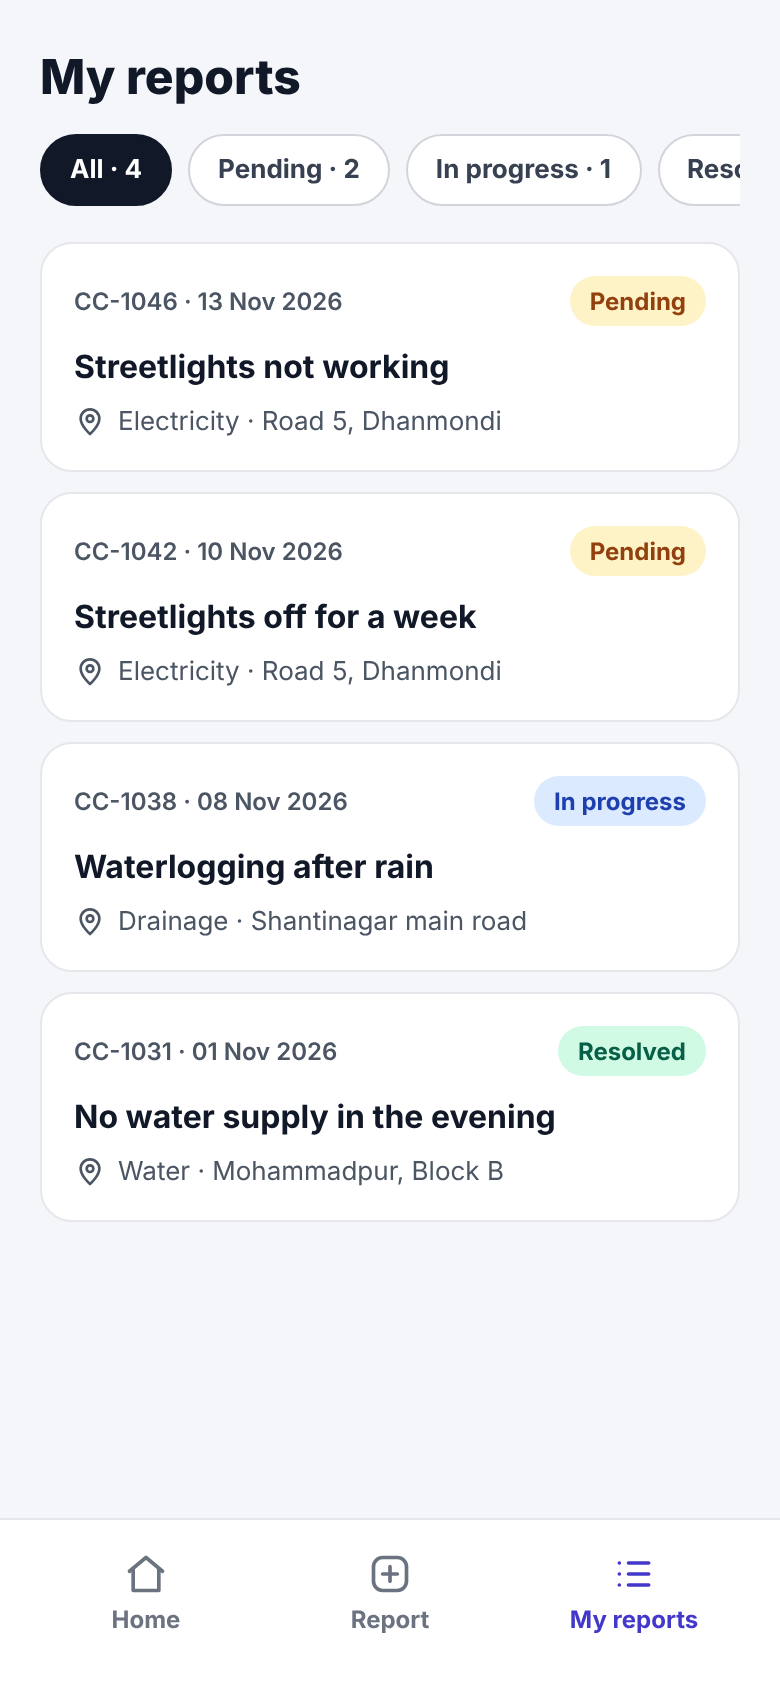 My reports
All · 4
Pending · 2
In progress · 1
CC-1046 · 13 Nov 2026
Pending
Streetlights not working
Electricity · Road 5, Dhanmondi
CC-1042 · 10 Nov 2026
Pending
Streetlights off for a week
Electricity · Road 5, Dhanmondi
CC-1038 · 08 Nov 2026
In progress
Waterlogging after rain
Drainage · Shantinagar main road
CC-1031 · 01 Nov 2026
Resolved
No water supply in the evening
Water · Mohammadpur, Block B
Home
Report
My reports